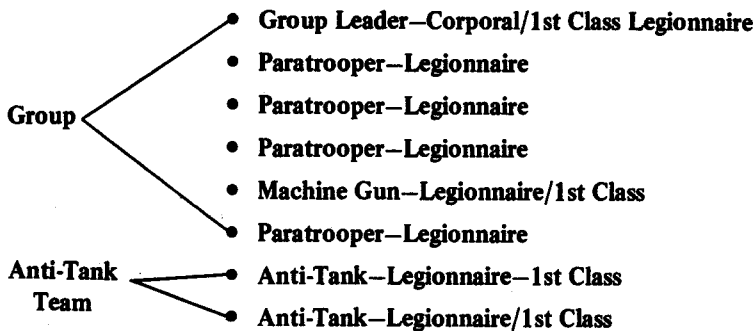 • Group Leader—Corporal/1st Class Legionnaire
• Paratrooper—Legionnaire
• Paratrooper—Legionnaire
Group
• Paratrooper—Legionnaire
• Machine Gun—Legionnaire/1st Class
• Paratrooper—Legionnaire
Anti-Tank
Team
• Anti-Tank—Legionnaire—1st Class
• Anti-Tank—Legionnaire/1st Class